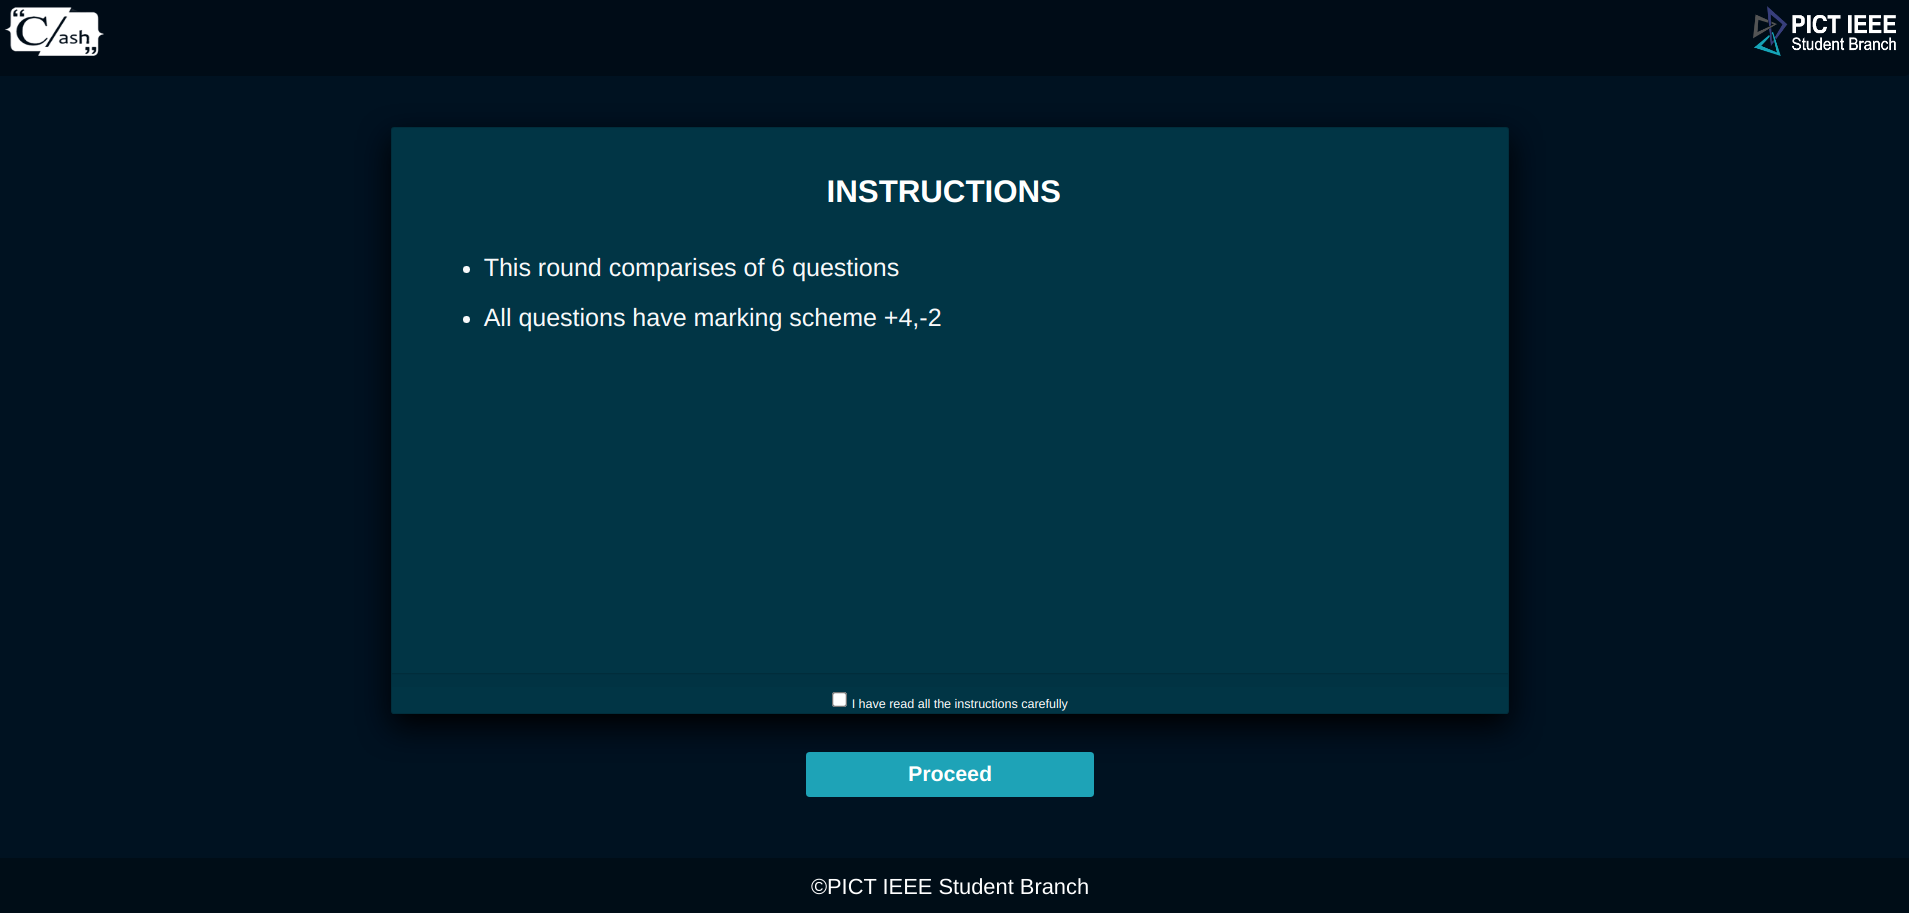 “C/ash”
PICT IEEE
Student Branch
INSTRUCTIONS
• This round comparises of 6 questions
• All questions have marking scheme +4,-2
I have read all the instructions carefully
Proceed
©PICT IEEE Student Branch